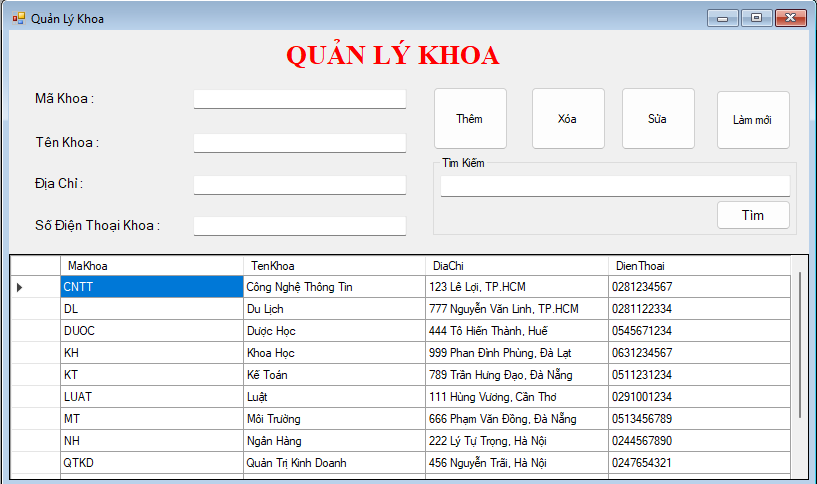 Quản Lý Khoa
QUẢN LÝ KHOA
Mã Khoa :
Thêm Xóa Sửa Làm mới
Tên Khoa :
Tìm Kiếm
Địa Chỉ :
Tìm
Số Điện Thoại Khoa :
MaKhoa TenKhoa DiaChi DienThoai
CNTT Công Nghệ Thông Tin 123 Lê Lợi, TP.HCM 0281234567
DL Du Lịch 777 Nguyễn Văn Linh, TP.HCM 0281122334
DUOC Dược Học 444 Tô Hiến Thành, Huế 0545671234
KH Khoa Học 999 Phan Đình Phùng, Đà Lạt 0631234567
KT Kế Toán 789 Trần Hưng Đạo, Đà Nẵng 0511231234
LUAT Luật 111 Hùng Vương, Cần Thơ 0291001234
MT Môi Trường 666 Phạm Văn Đồng, Đà Nẵng 0513456789
NH Ngân Hàng 222 Lý Tự Trọng, Hà Nội 0244567890
QTKD Quản Trị Kinh Doanh 456 Nguyễn Trãi, Hà Nội 0247654321